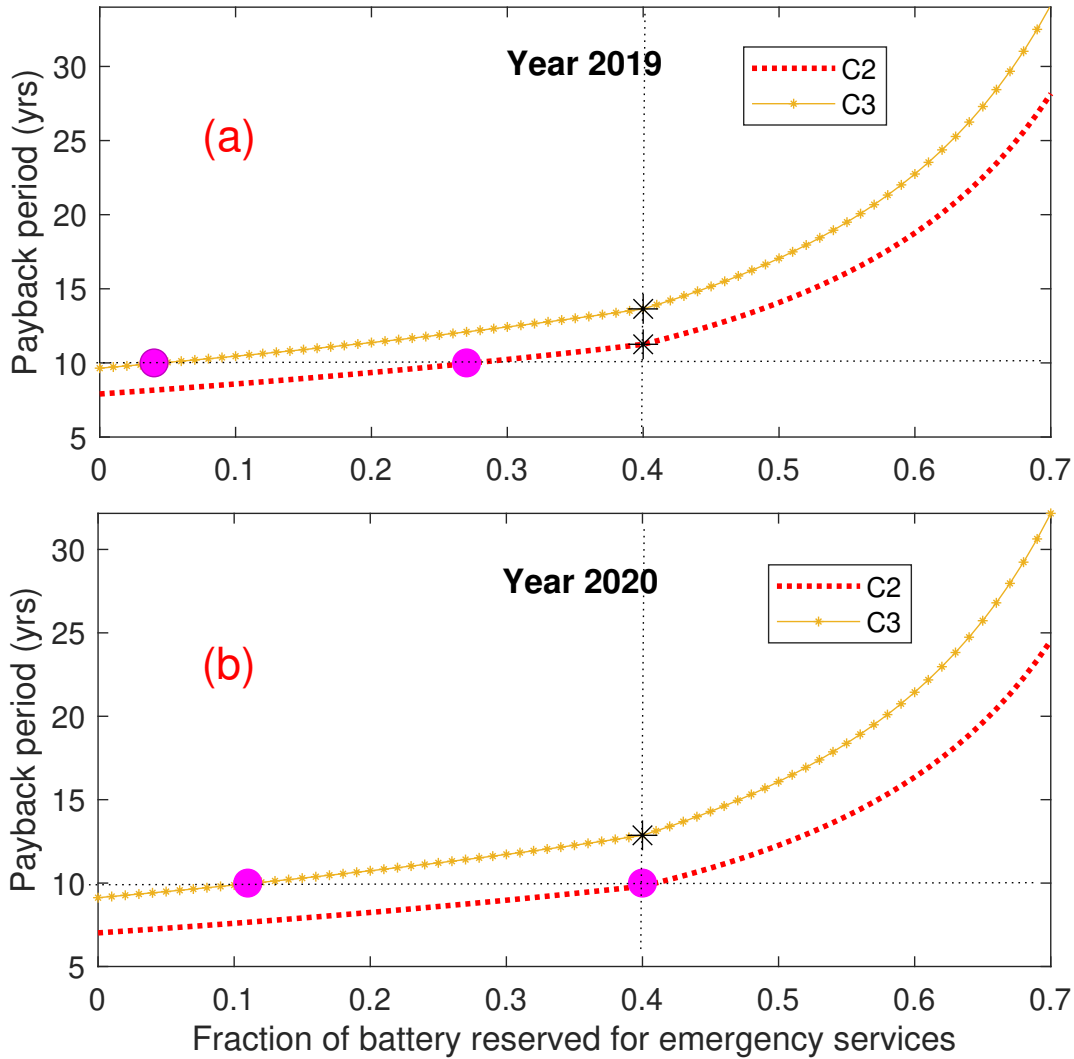 Year 2019
C2
C3
(a)
Payback period (yrs)
30
25
20
15
10
5
0 0.1 0.2 0.3 0.4 0.5 0.6 0.7
Year 2020
C2
C3
(b)
Payback period (yrs)
30
25
20
15
10
5
0 0.1 0.2 0.3 0.4 0.5 0.6 0.7
Fraction of battery reserved for emergency services